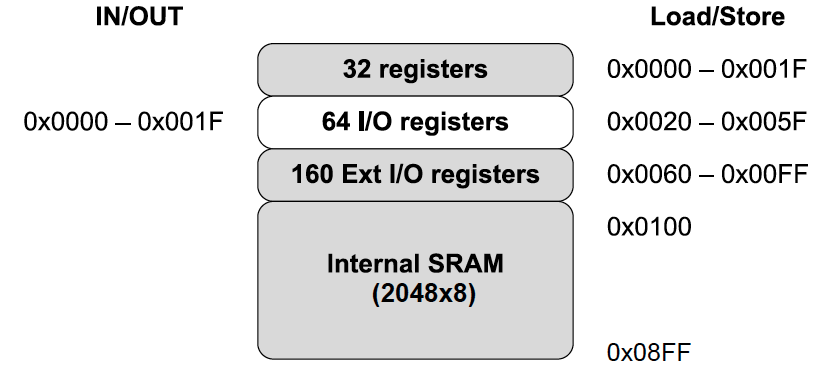 IN/OUT Load/Store
32 registers 0x0000 – 0x001F
0x0000 – 0x001F 64 I/O registers 0x0020 – 0x005F
160 Ext I/O registers 0x0060 – 0x00FF
0x0100
Internal SRAM
(2048x8)
0x08FF